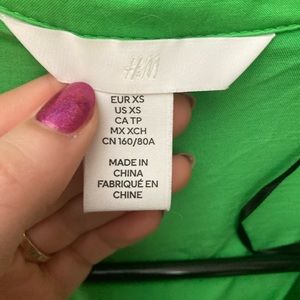 H&M
EUR XS
US XS
CA TP
MX XCH
CN 160/80A
MADE IN
CHINA
FABRIQUÉ EN
CHINE